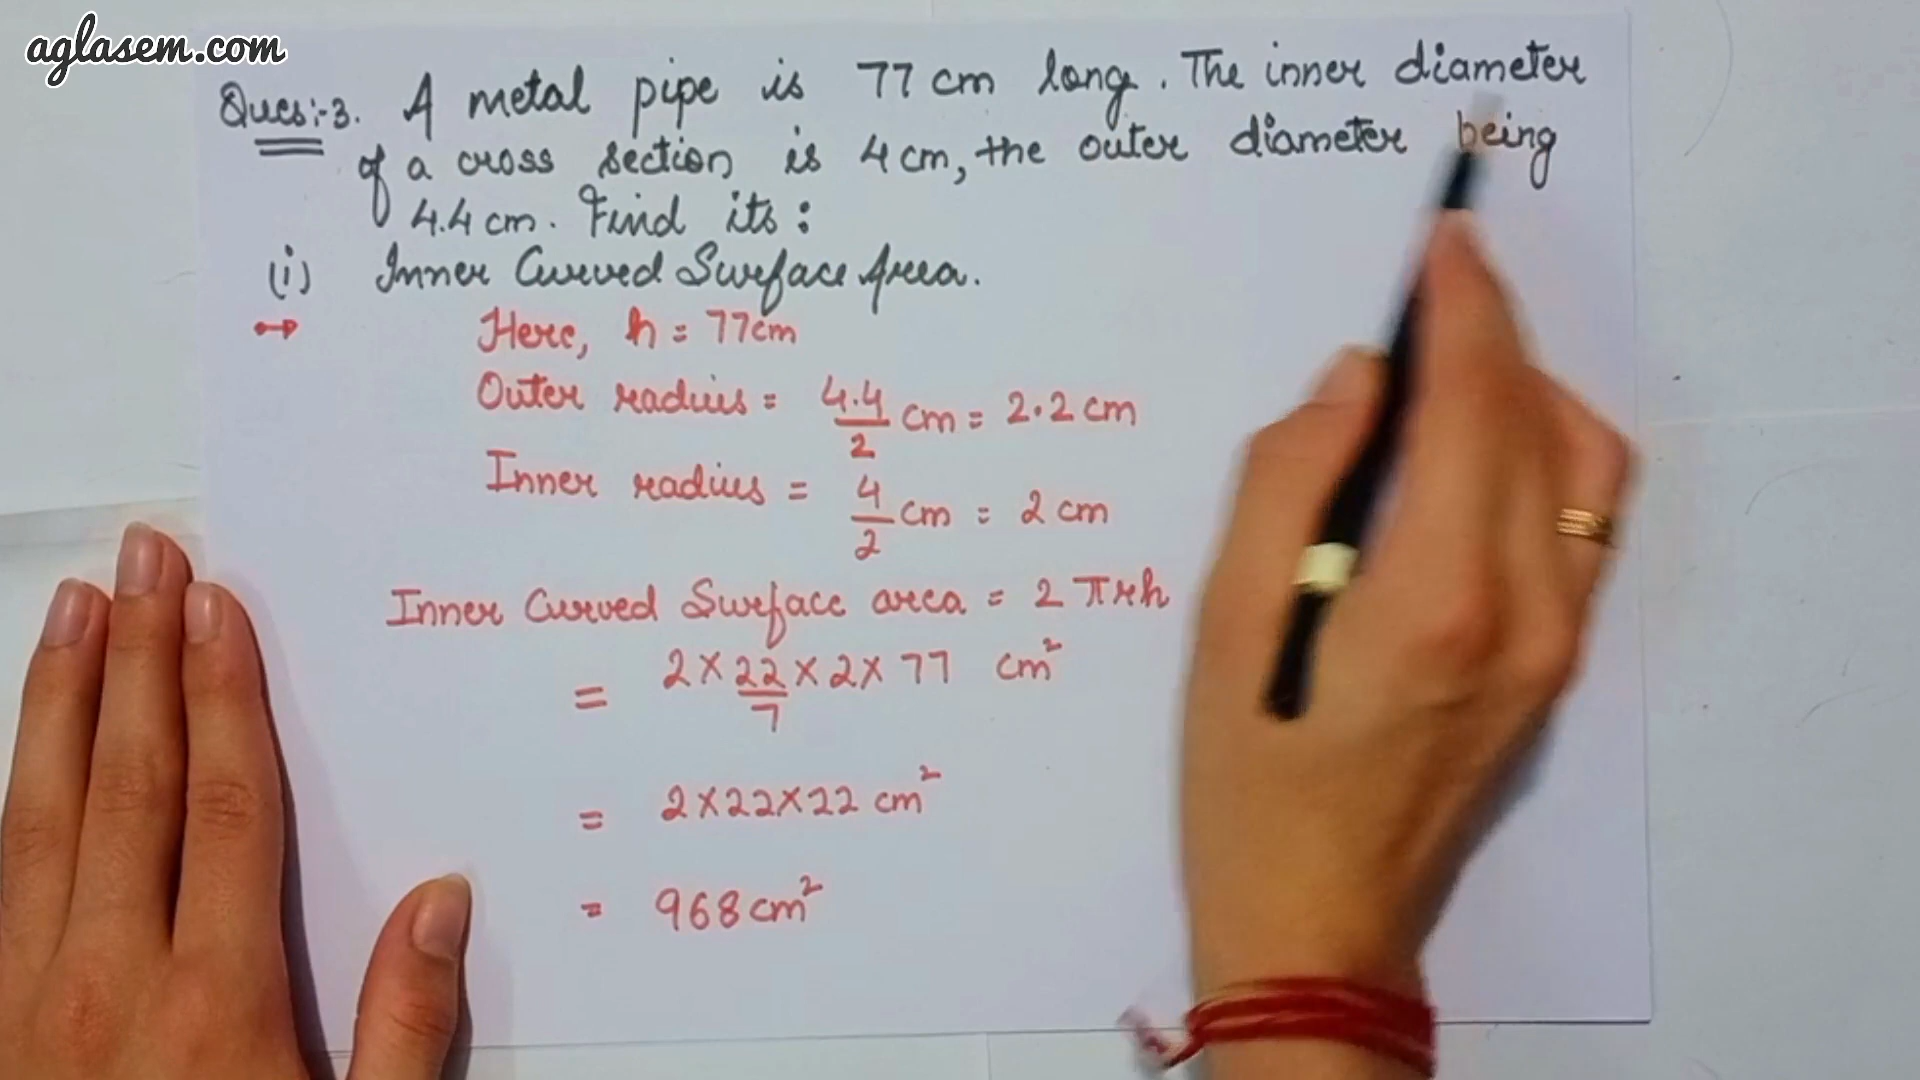 aglasem.com
Ques:-3. A metal pipe is 77 cm long. The inner diameter
of a cross section is 4 cm, the outer diameter being
4.4 cm. Find its:
(i) Inner Curved Surface Area.
Here, h = 77cm
Outer radius = 4.4/2 cm = 2.2 cm
Inner radius = 4/2 cm = 2 cm
Inner Curved Surface area = 2 πrh
= 2 × 22/7 × 2 × 77 cm²
= 2×22×22 cm²
= 968 cm²